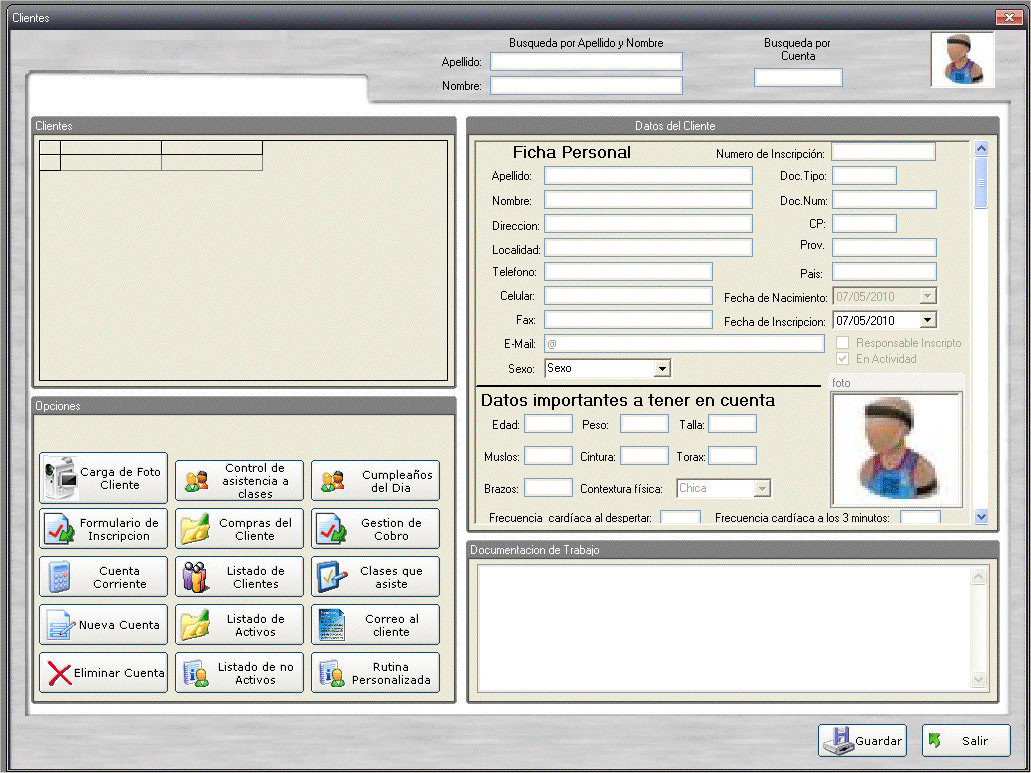 Clientes
Busqueda por Apellido y Nombre
Busqueda por
Cuenta
Apellido:
Nombre:
Clientes
Datos del Cliente
Ficha Personal
Numero de Inscripción:
Apellido:
Doc.Tipo:
Nombre:
Doc.Num:
Direccion:
CP:
Localidad:
Prov.
Telefono:
Pais:
Celular:
Fecha de Nacimiento: 07/05/2010
Fax:
Fecha de Inscripcion: 07/05/2010
E-Mail: @
Responsable Inscripto
En Actividad
Sexo: Sexo
foto
Datos importantes a tener en cuenta
Edad: Peso: Talla:
Muslos: Cintura: Torax:
Brazos: Contextura física: Chica
Frecuencia cardíaca al despertar: Frecuencia cardíaca a los 3 minutos:
Opciones
Carga de Foto
Cliente
Control de
asistencia a
clases
Cumpleaños
del Dia
Formulario de
Inscripcion
Compras del
Cliente
Gestion de
Cobro
Cuenta
Corriente
Listado de
Clientes
Clases que
asiste
Nueva Cuenta
Listado de
Activos
Correo al
cliente
Eliminar Cuenta
Listado de no
Activos
Rutina
Personalizada
Documentacion de Trabajo
Guardar
Salir